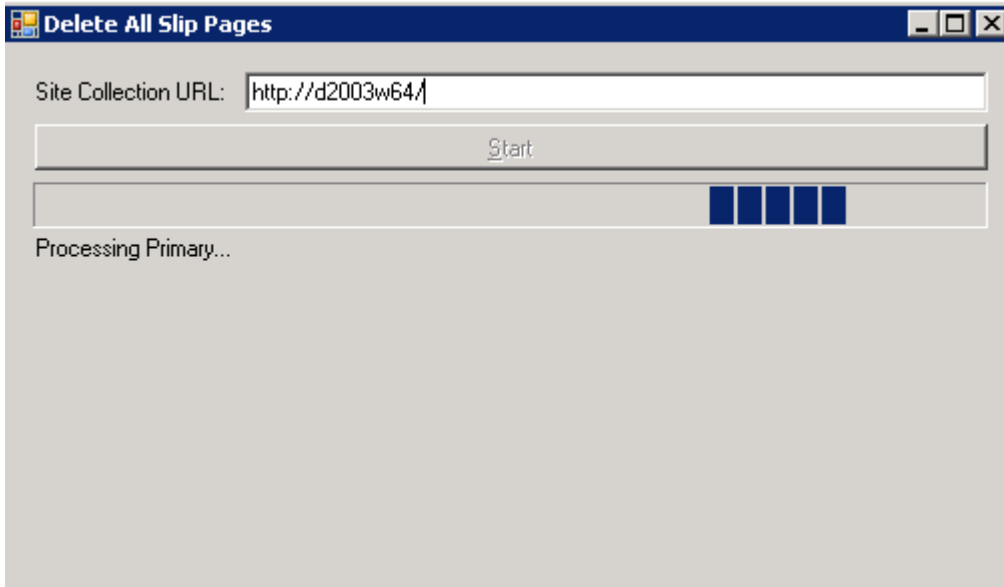 Delete All Slip Pages
Site Collection URL: http://d2003w64/
Start
Processing Primary...